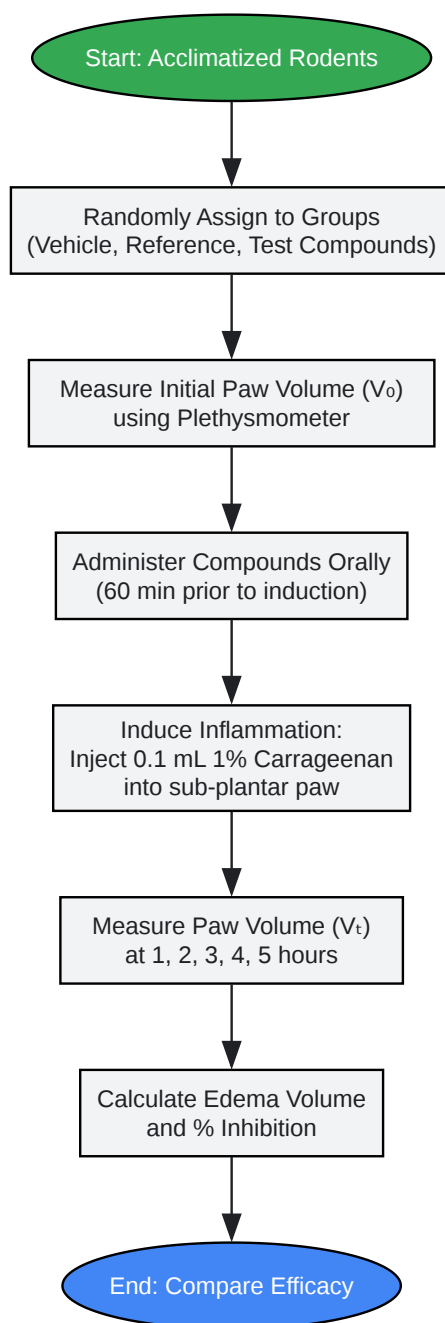 Start: Acclimatized Rodents
Randomly Assign to Groups
(Vehicle, Reference, Test Compounds)
Measure Initial Paw Volume (V₀)
using Plethysmometer
Administer Compounds Orally
(60 min prior to induction)
Induce Inflammation:
Inject 0.1 mL 1% Carrageenan
into sub-plantar paw
Measure Paw Volume (Vₜ)
at 1, 2, 3, 4, 5 hours
Calculate Edema Volume
and % Inhibition
End: Compare Efficacy